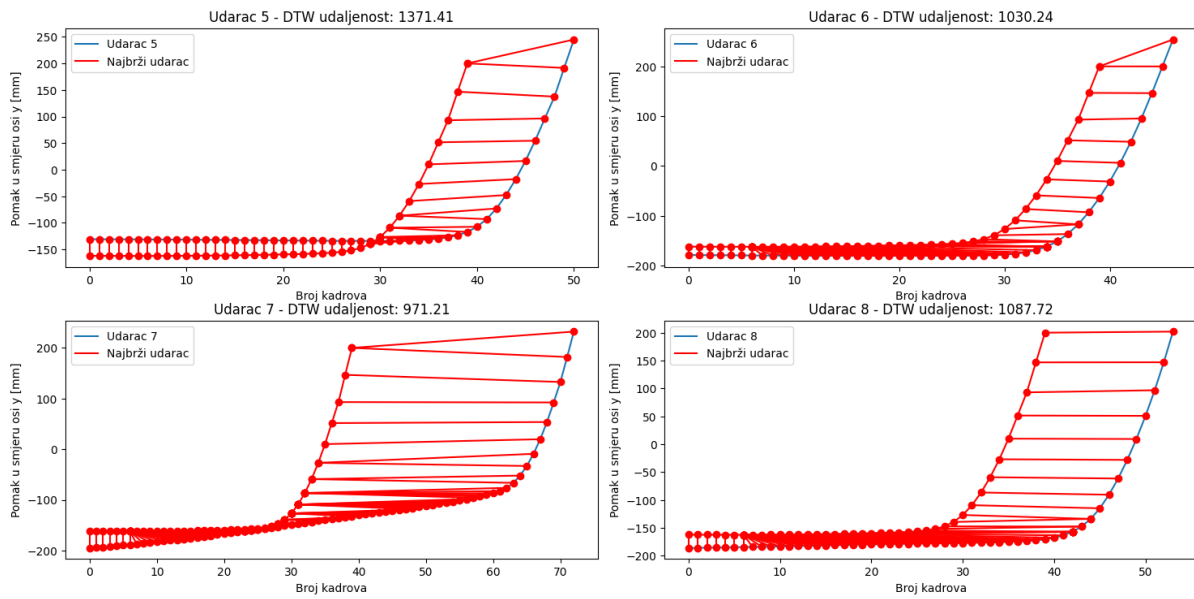 Udarac 5 - DTW udaljenost: 1371.41
Udarac 5
Najbrži udarac
Pomak u smjeru osi y [mm]
250
200
150
100
50
0
−50
−100
−150
0 10 20 30 40 50
Broj kadrova
Udarac 6 - DTW udaljenost: 1030.24
Udarac 6
Najbrži udarac
Pomak u smjeru osi y [mm]
200
100
0
−100
−200
0 10 20 30 40
Broj kadrova
Udarac 7 - DTW udaljenost: 971.21
Udarac 7
Najbrži udarac
Pomak u smjeru osi y [mm]
200
100
0
−100
−200
0 10 20 30 40 50 60 70
Broj kadrova
Udarac 8 - DTW udaljenost: 1087.72
Udarac 8
Najbrži udarac
Pomak u smjeru osi y [mm]
200
150
100
50
0
−50
−100
−150
−200
0 10 20 30 40 50
Broj kadrova